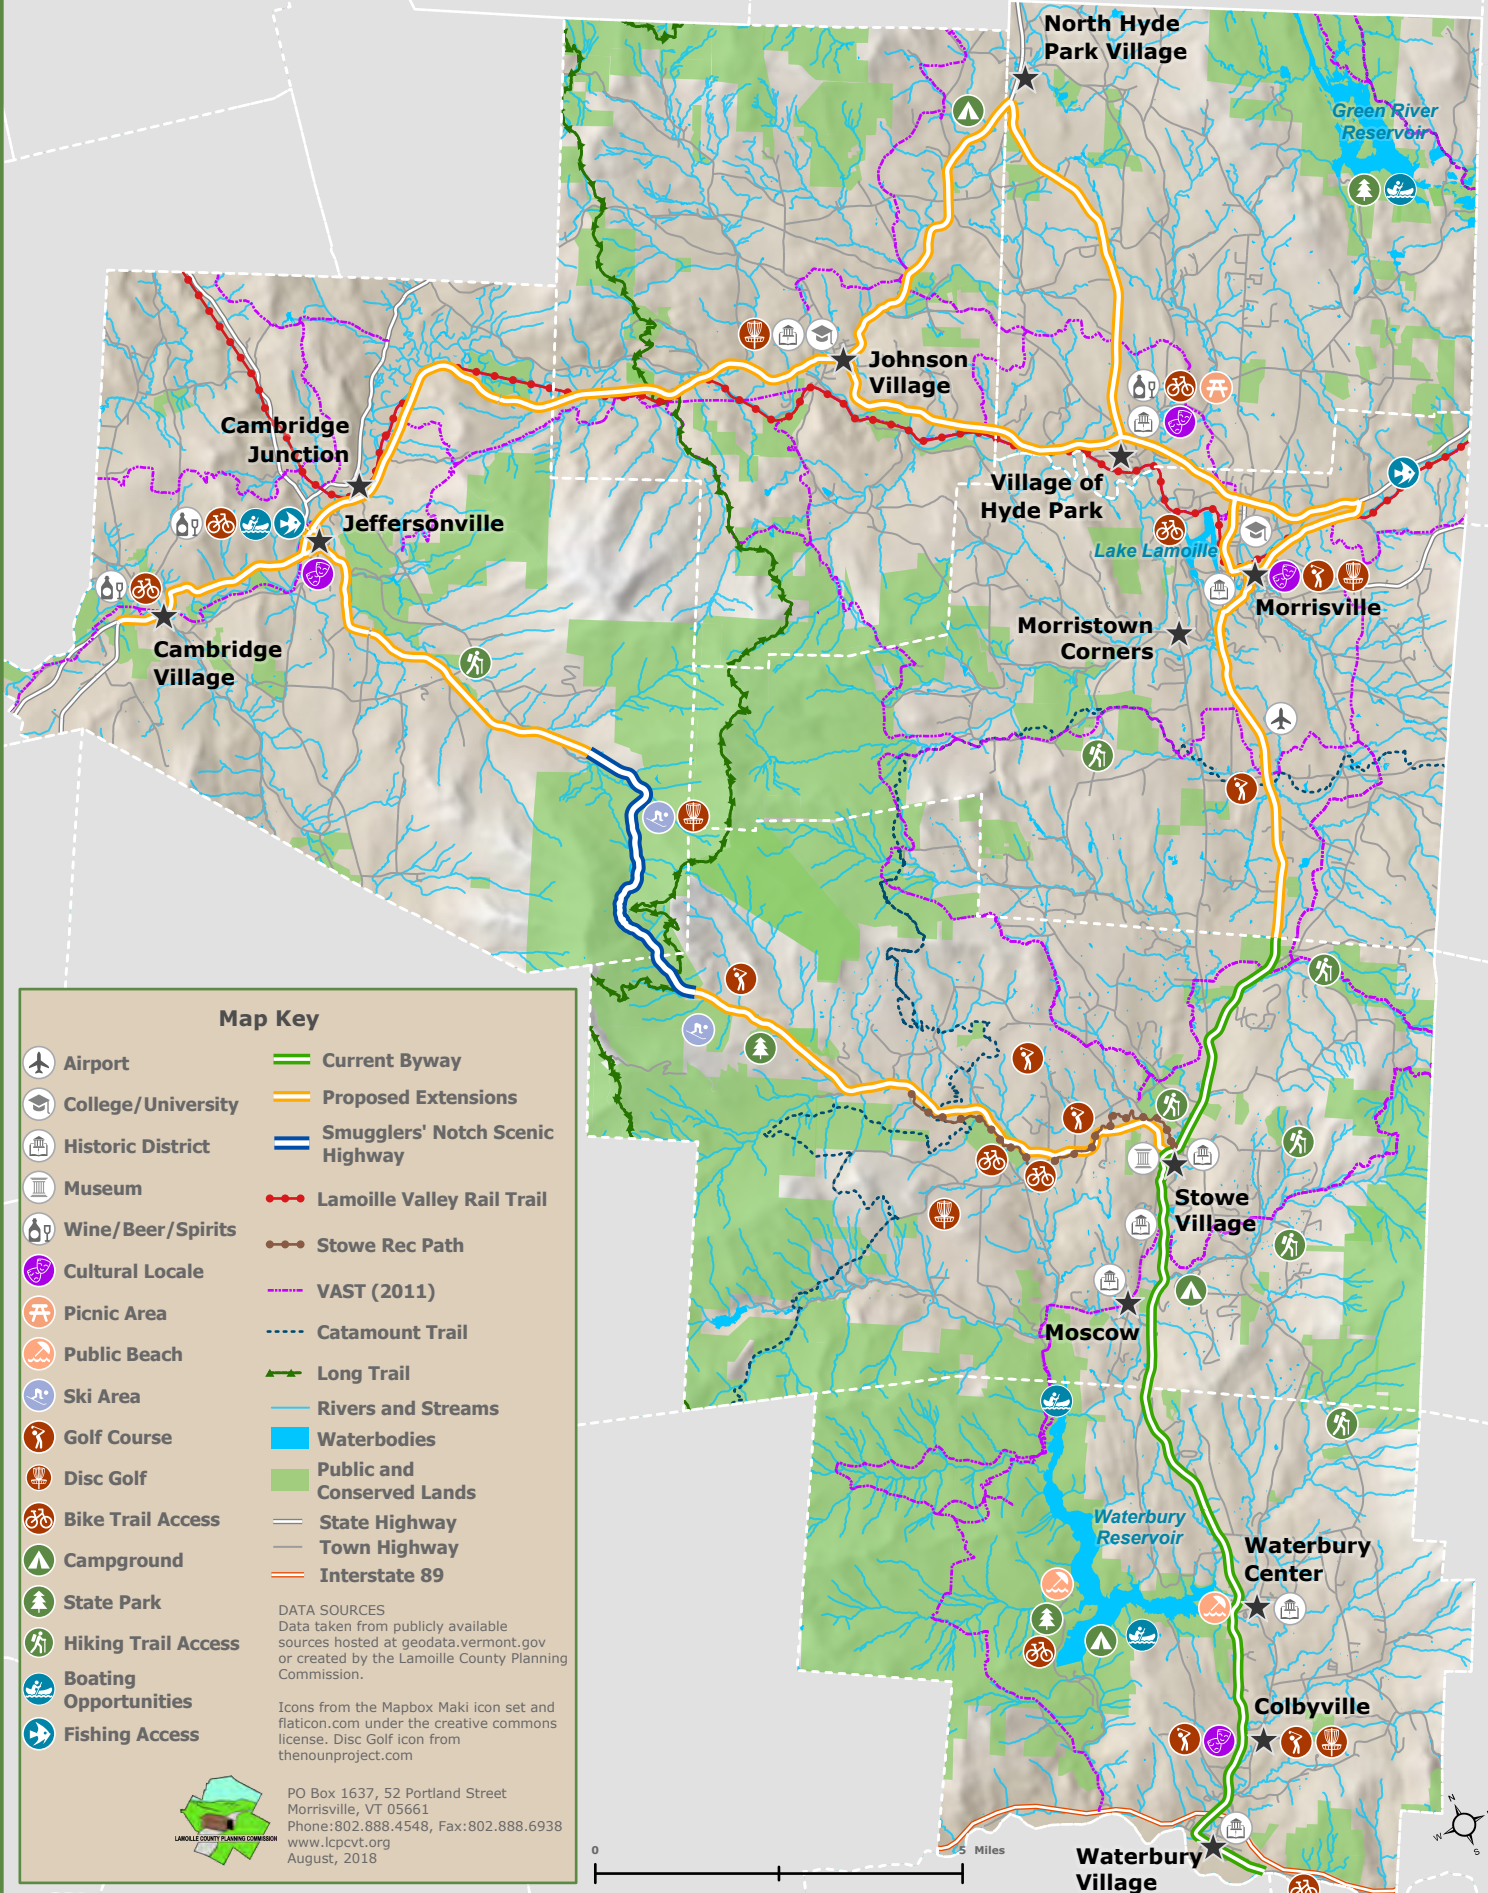 North Hyde
Park Village
Green River
Reservoir
Johnson
Village
Cambridge
Junction
Jeffersonville
Village of
Hyde Park
Lake Lamoille
Morrisville
Morristown
Corners
Cambridge
Village
Stowe
Village
Moscow
Waterbury
Reservoir
Waterbury
Center
Colbyville
Waterbury
Village
Map Key
Airport
College/University
Historic District
Museum
Wine/Beer/Spirits
Cultural Locale
Picnic Area
Public Beach
Ski Area
Golf Course
Disc Golf
Bike Trail Access
Campground
State Park
Hiking Trail Access
Boating
Opportunities
Fishing Access
Current Byway
Proposed Extensions
Smugglers' Notch Scenic
Highway
Lamoille Valley Rail Trail
Stowe Rec Path
VAST (2011)
Catamount Trail
Long Trail
Rivers and Streams
Waterbodies
Public and
Conserved Lands
State Highway
Town Highway
Interstate 89
DATA SOURCES
Data taken from publicly available
sources hosted at geodata.vermont.gov
or created by the Lamoille County Planning
Commission.
Icons from the Mapbox Maki icon set and
flaticon.com under the creative commons
license. Disc Golf icon from
thenounproject.com
LAMOILLE COUNTY PLANNING COMMISSION
PO Box 1637, 52 Portland Street
Morrisville, VT 05661
Phone:802.888.4548, Fax:802.888.6938
www.lcpcvt.org
August, 2018
0 5 Miles
N
W
S